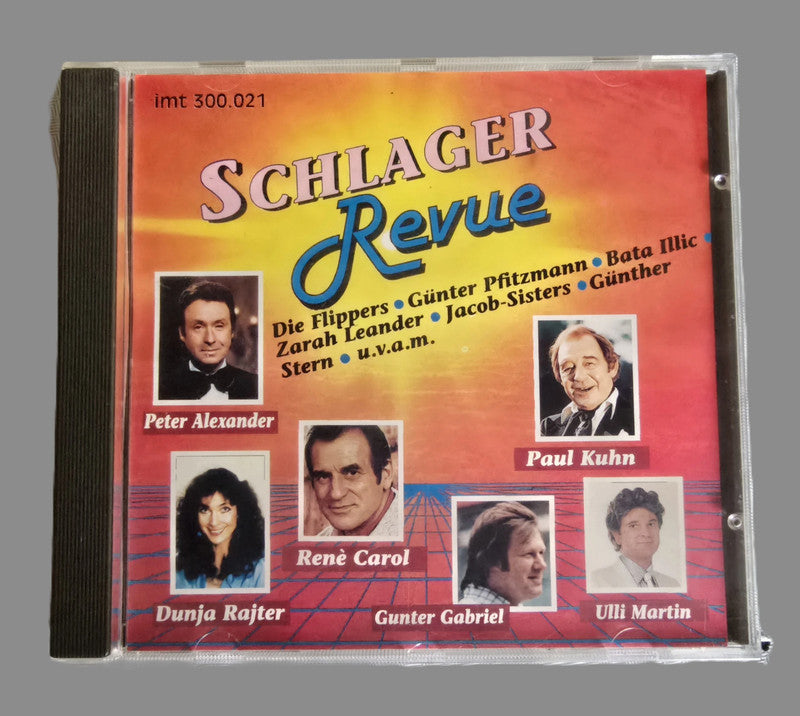 imt 300.021
SCHLAGER
Revue
Die Flippers • Günter Pfitzmann • Bata Illic •
Zarah Leander • Jacob-Sisters • Günther
Stern • u.v.a.m.
Peter Alexander
Paul Kuhn
Renè Carol
Dunja Rajter
Gunter Gabriel
Ulli Martin